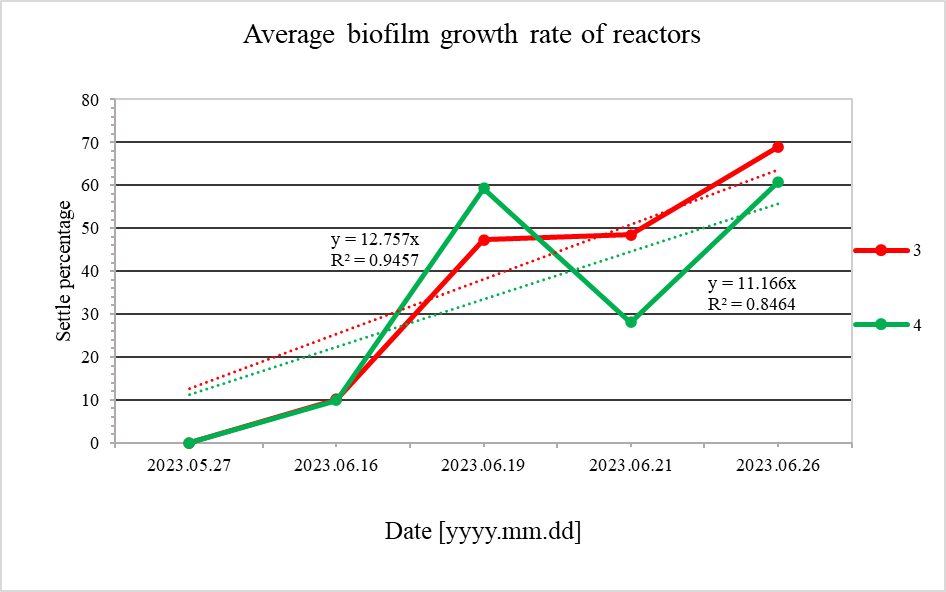 Average biofilm growth rate of reactors
Settle percentage
80
70
60
50
40
30
20
10
0
y = 12.757x
R² = 0.9457
y = 11.166x
R² = 0.8464
3
4
2023.05.27 2023.06.16 2023.06.19 2023.06.21 2023.06.26
Date [yyyy.mm.dd]